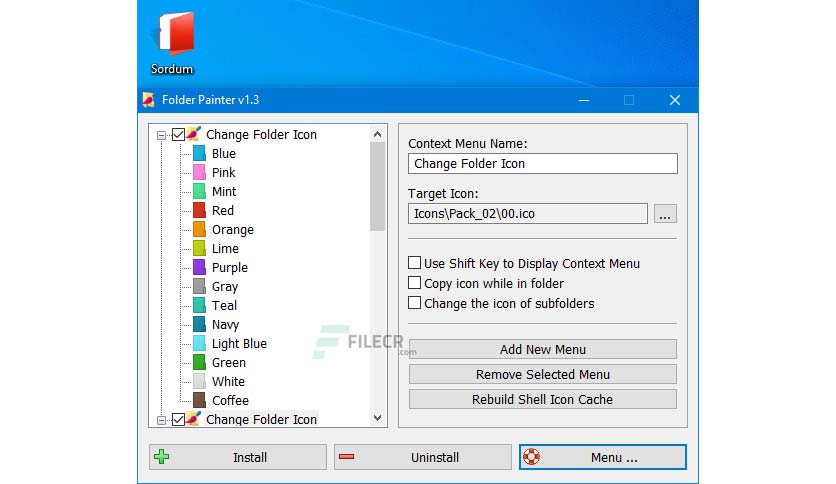 Sordum
Folder Painter v1.3
Change Folder Icon
Blue
Pink
Mint
Red
Orange
Lime
Purple
Gray
Teal
Navy
Light Blue
Green
White
Coffee
Change Folder Icon
Context Menu Name:
Change Folder Icon
Target Icon:
Icons\Pack_02\00.ico
...
Use Shift Key to Display Context Menu
Copy icon while in folder
Change the icon of subfolders
FILECR
.com
Add New Menu
Remove Selected Menu
Rebuild Shell Icon Cache
Install
Uninstall
Menu ...